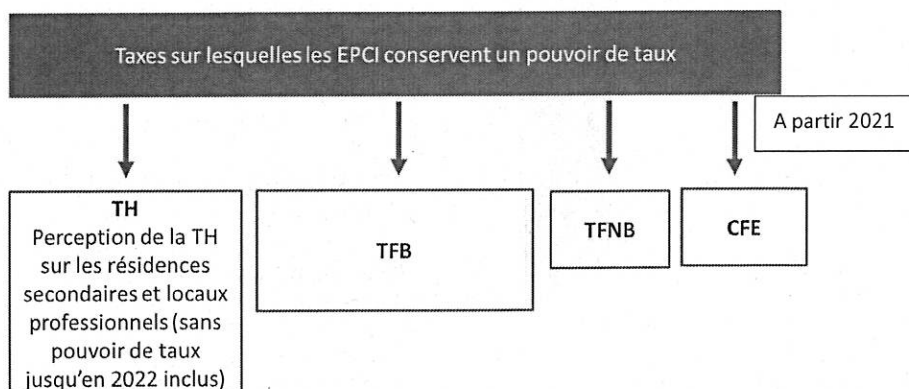 Taxes sur lesquelles les EPCI conservent un pouvoir de taux
A partir 2021
TH
Perception de la TH
sur les résidences
secondaires et locaux
professionnels (sans
pouvoir de taux
jusqu'en 2022 inclus)
TFB
TFNB
CFE